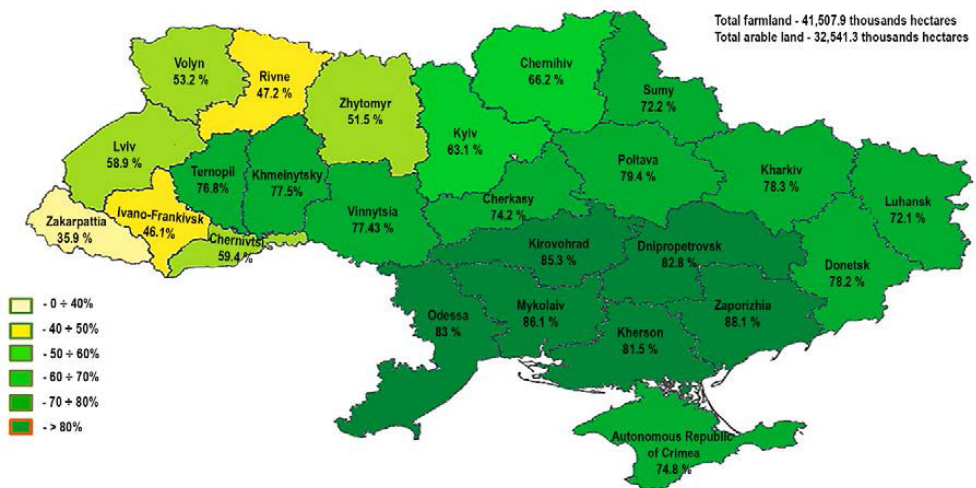 Total farmland - 41,507.9 thousands hectares
Total arable land - 32,541.3 thousands hectares
Volyn
53.2 %
Rivne
47.2 %
Zhytomyr
51.5 %
Chernihiv
66.2 %
Sumy
72.2 %
Kyiv
63.1 %
Lviv
58.9 %
Ternopil
76.8%
Khmelnytsky
77.5%
Poltava
79.4 %
Kharkiv
78.3 %
Luhansk
72.1 %
Zakarpattia
35.9 %
Ivano-Frankivsk
46.1%
Chernivtsi
59.4 %
Vinnytsia
77.43 %
Cherkasy
74.2 %
Kirovohrad
85.3 %
Dnipropetrovsk
82.8 %
Donetsk
78.2 %
Odessa
83 %
Mykolaiv
86.1 %
Kherson
81.5 %
Zaporizhia
88.1 %
Autonomous Republic
of Crimea
74.8 %
- 0 ÷ 40%
- 40 ÷ 50%
- 50 ÷ 60%
- 60 ÷ 70%
- 70 ÷ 80%
- > 80%